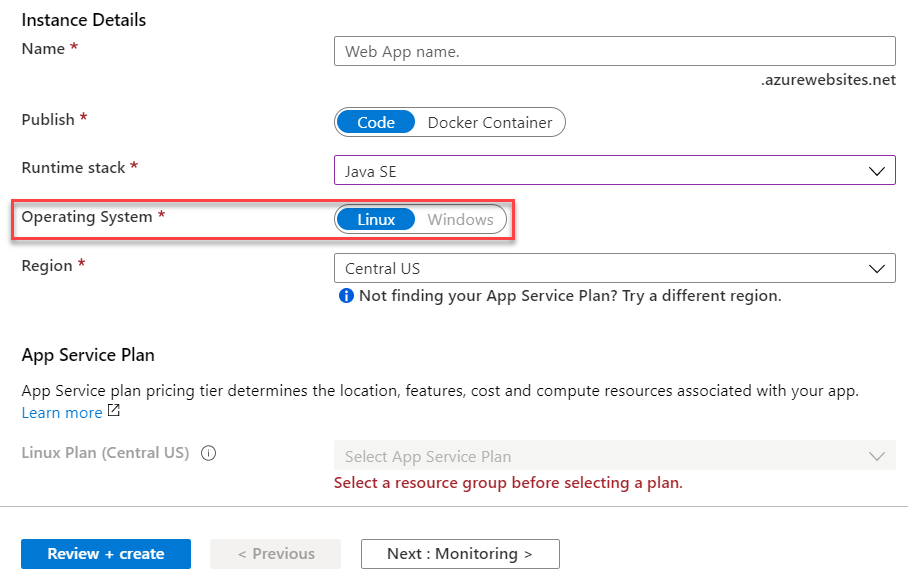 Instance Details
Name *
Web App name.
.azurewebsites.net
Publish *
Code Docker Container
Runtime stack *
Java SE
Operating System *
Linux Windows
Region *
Central US
Not finding your App Service Plan? Try a different region.
App Service Plan
App Service plan pricing tier determines the location, features, cost and compute resources associated with your app.
Learn more
Linux Plan (Central US)
Select App Service Plan
Select a resource group before selecting a plan.
Review + create
< Previous
Next : Monitoring >